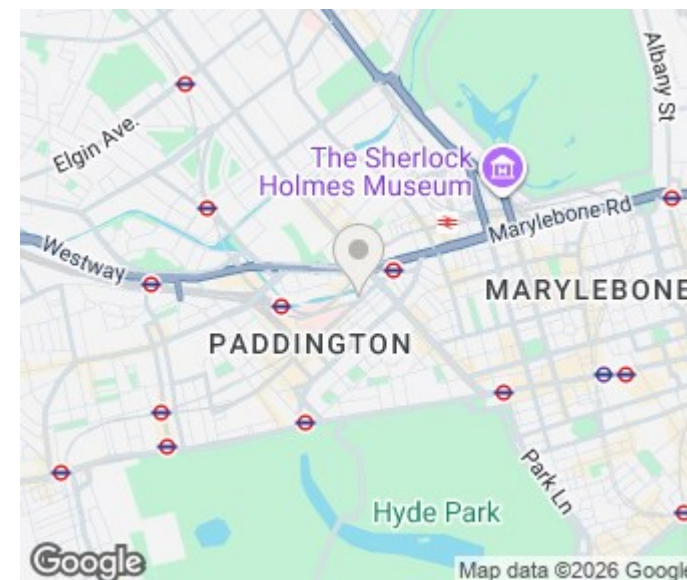 Albany St
Elgin Ave.
The Sherlock
Holmes Museum
Marylebone Rd
Westway
MARYLEBONE
PADDINGTON
Park Ln
Hyde Park
Google
Map data ©2026 Google